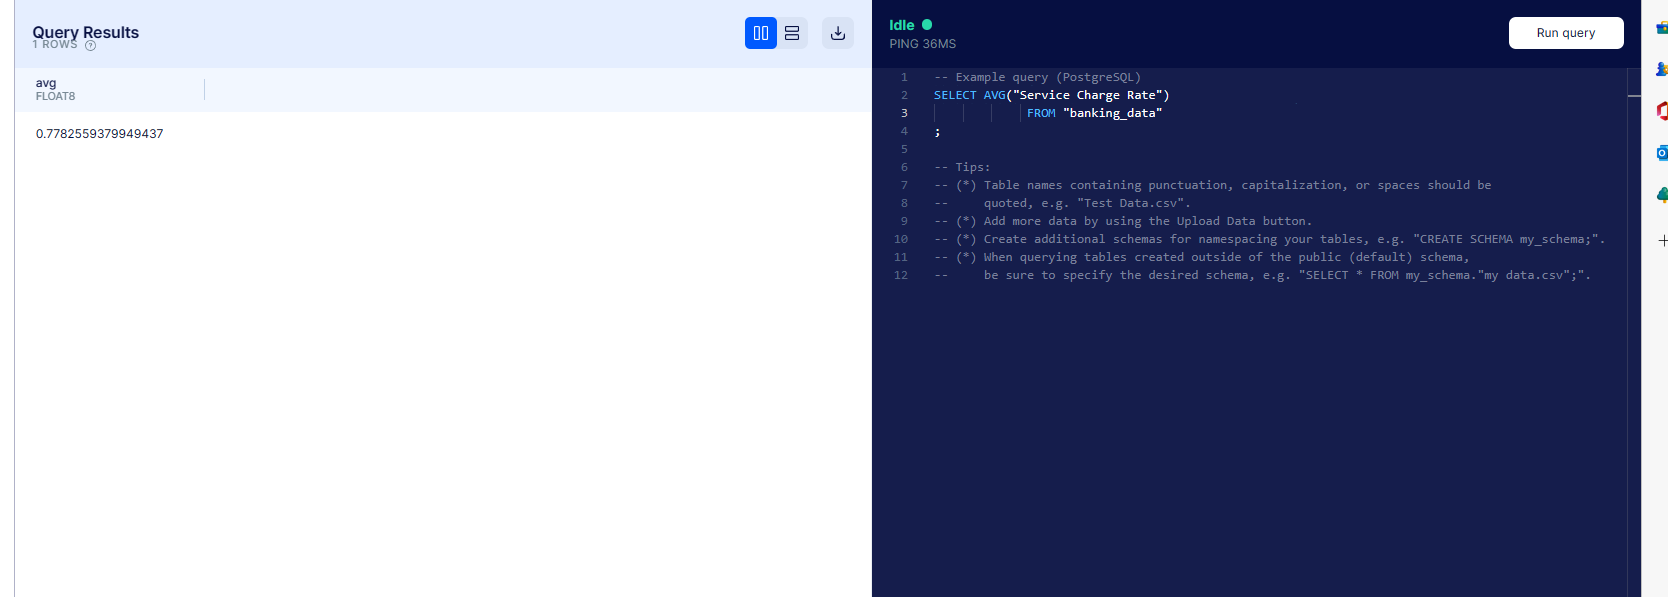 Query Results
1 ROWS ?
avg
FLOAT8
0.7782559379949437
Idle
PING 36MS
Run query
1 -- Example query (PostgreSQL)
2 SELECT AVG("Service Charge Rate")
3 FROM "banking_data"
4 ;
5
6 -- Tips:
7 -- (*) Table names containing punctuation, capitalization, or spaces should be
8 -- quoted, e.g. "Test Data.csv".
9 -- (*) Add more data by using the Upload Data button.
10 -- (*) Create additional schemas for namespacing your tables, e.g. "CREATE SCHEMA my_schema;".
11 -- (*) When querying tables created outside of the public (default) schema,
12 -- be sure to specify the desired schema, e.g. "SELECT * FROM my_schema."my data.csv";".